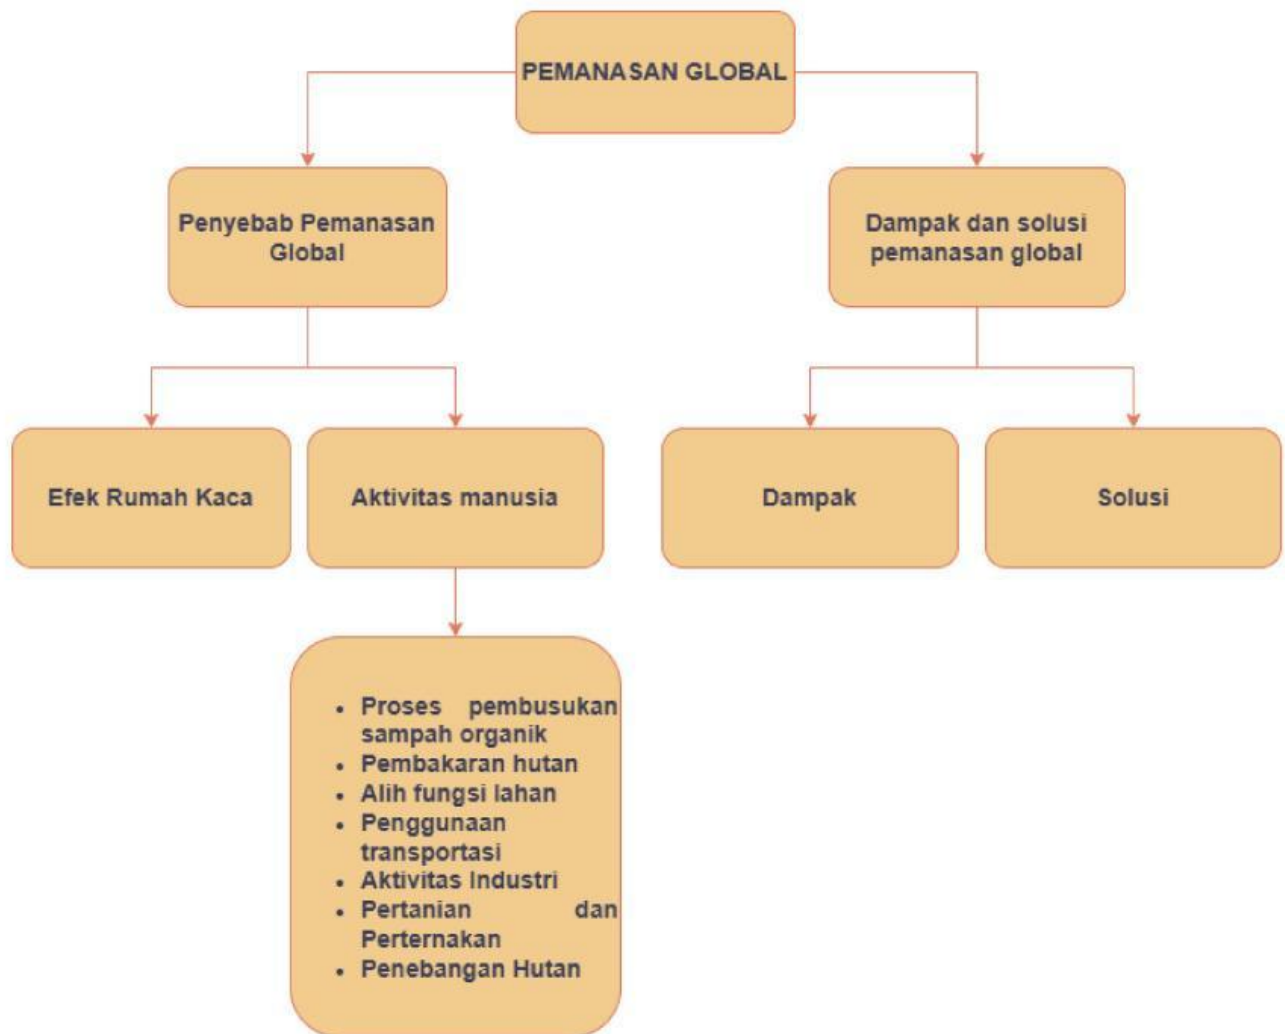 PEMANASAN GLOBAL
Penyebab Pemanasan
Global
Dampak dan solusi
pemanasan global
Efek Rumah Kaca
Aktivitas manusia
Dampak
Solusi
• Proses pembusukan
sampah organik
• Pembakaran hutan
• Alih fungsi lahan
• Penggunaan
transportasi
• Aktivitas Industri
• Pertanian dan
Perternakan
• Penebangan Hutan